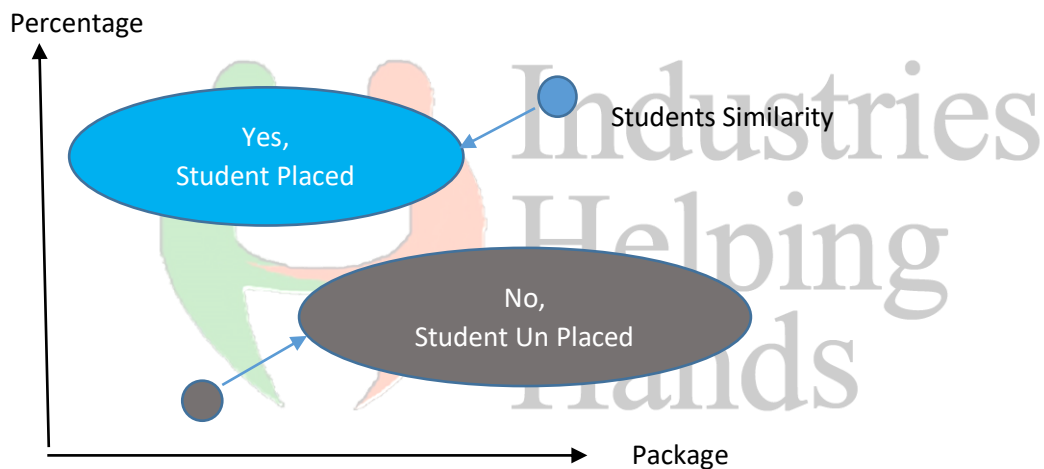 Percentage
Industries
Students Similarity
Yes,
Student Placed
Helping
No,
Student Un Placed
Hands
Package